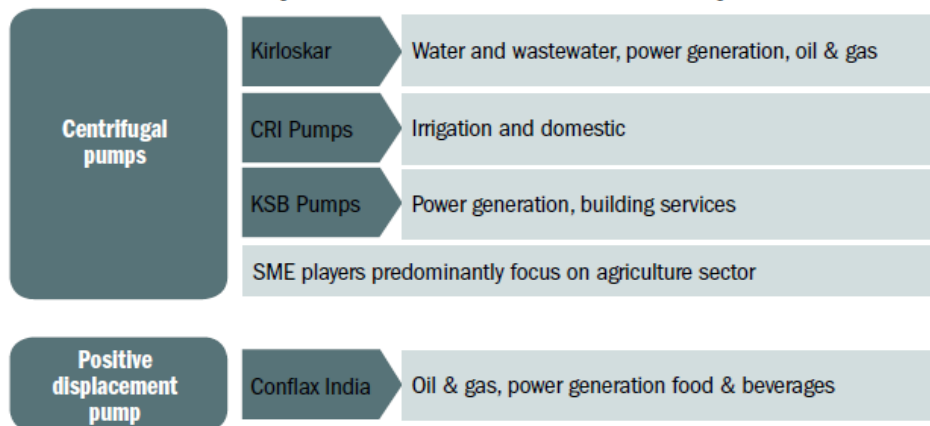 Centrifugal
pumps
Kirloskar
Water and wastewater, power generation, oil & gas
CRI Pumps
Irrigation and domestic
KSB Pumps
Power generation, building services
SME players predominantly focus on agriculture sector
Positive
displacement
pump
Conflax India
Oil & gas, power generation food & beverages